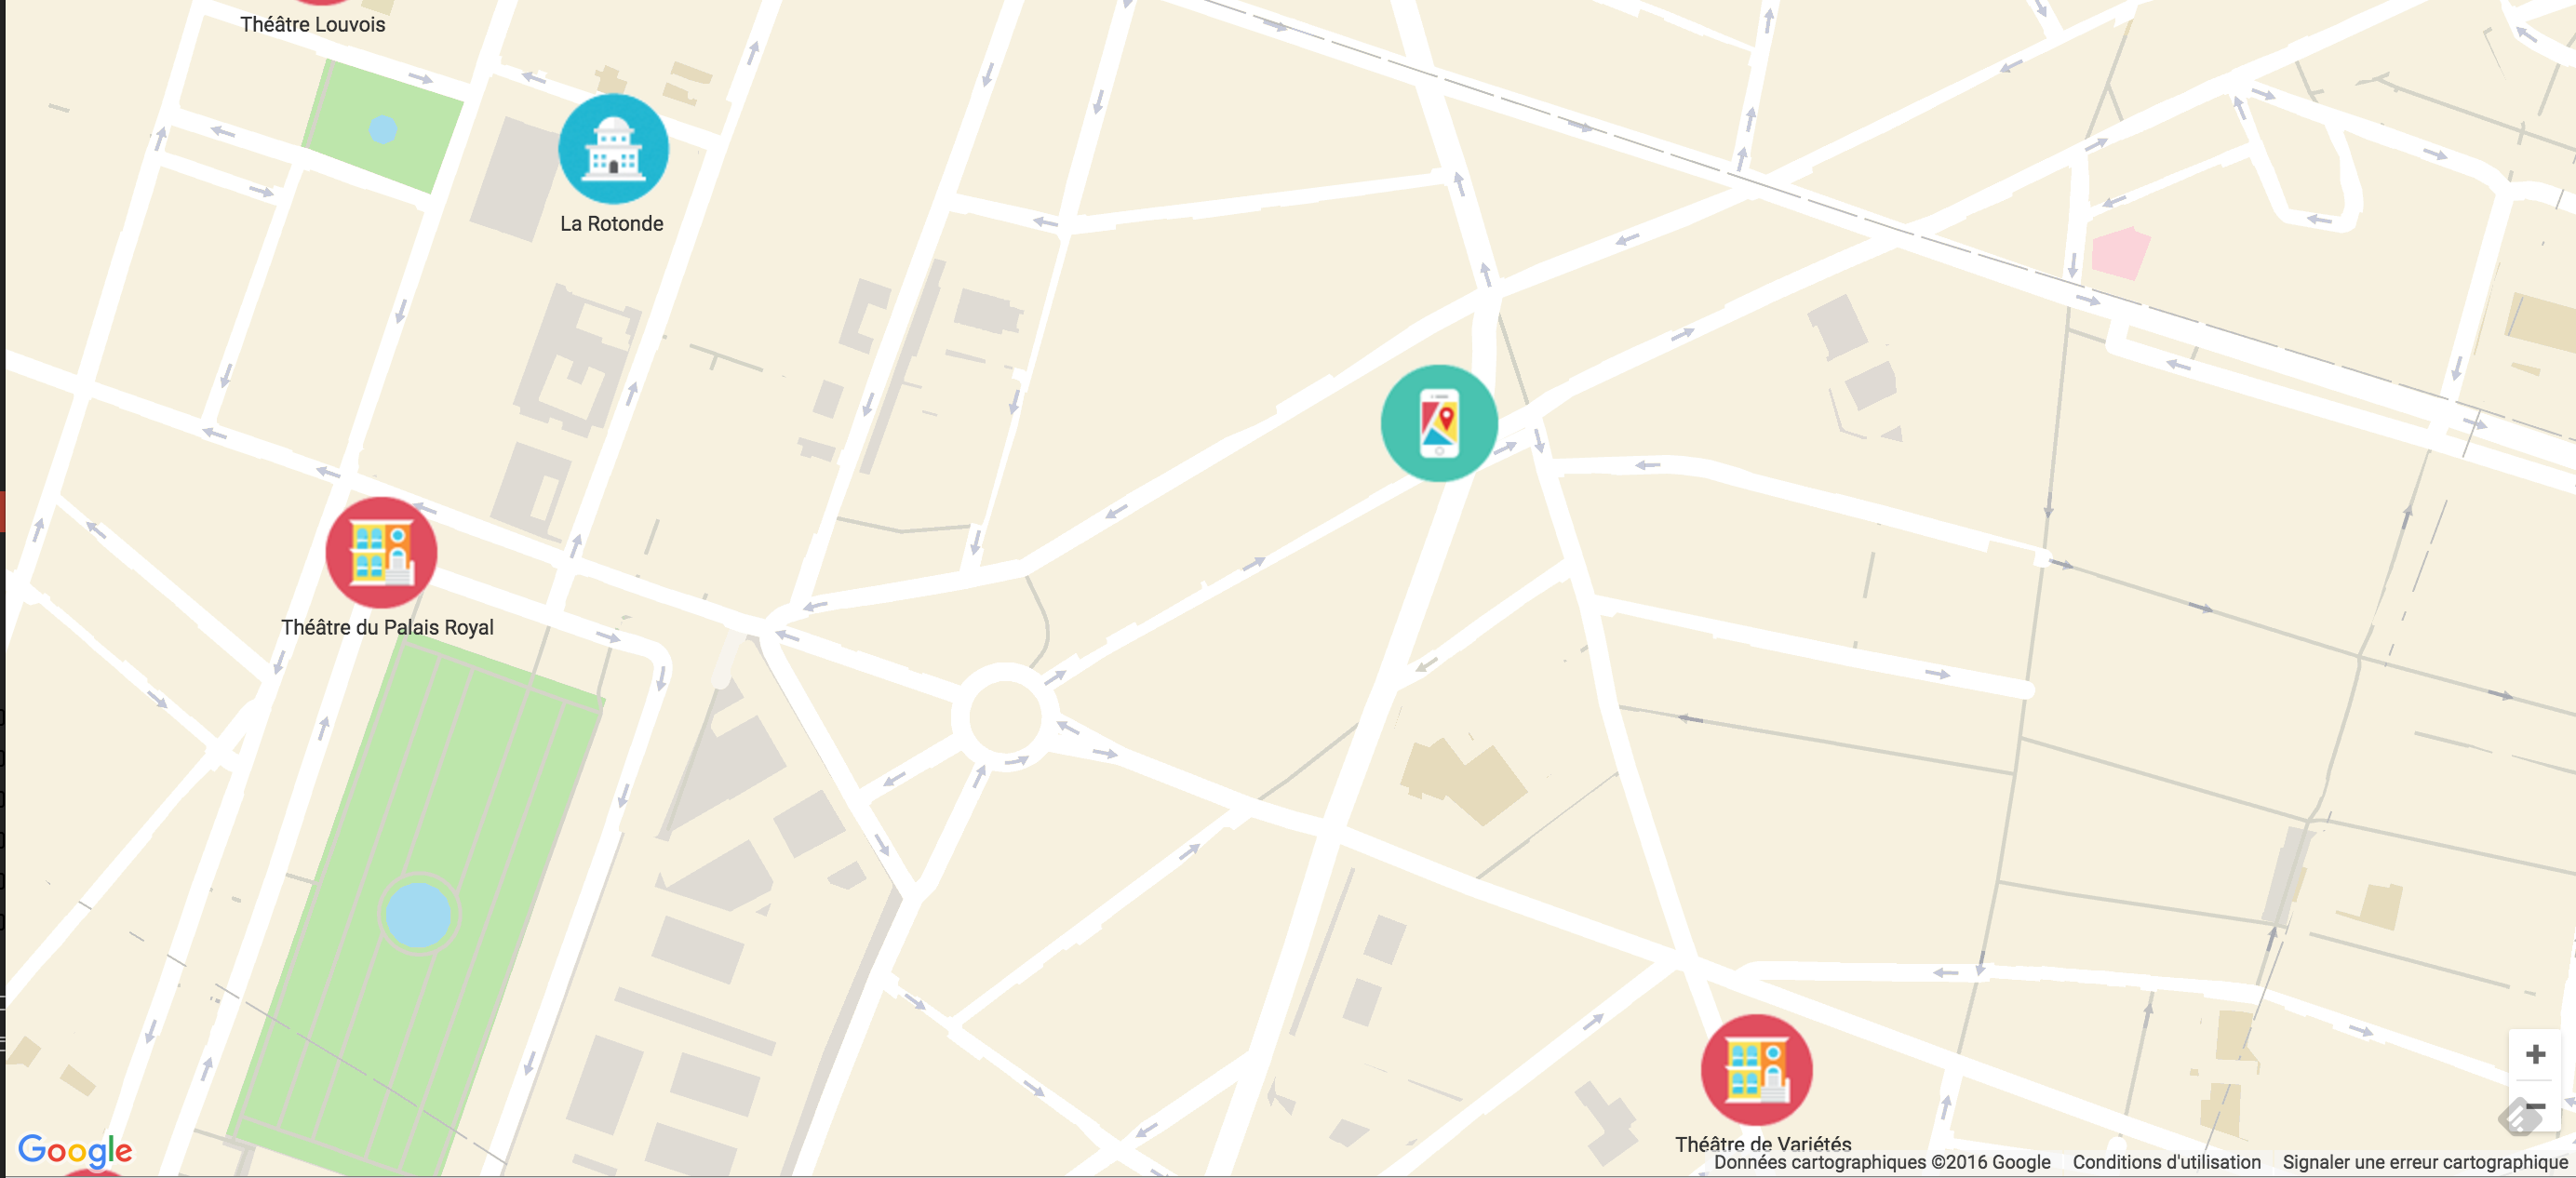 Théâtre Louvois
La Rotonde
Théâtre du Palais Royal
Théâtre de Variétés
Google
Données cartographiques ©2016 Google Conditions d'utilisation Signaler une erreur cartographique